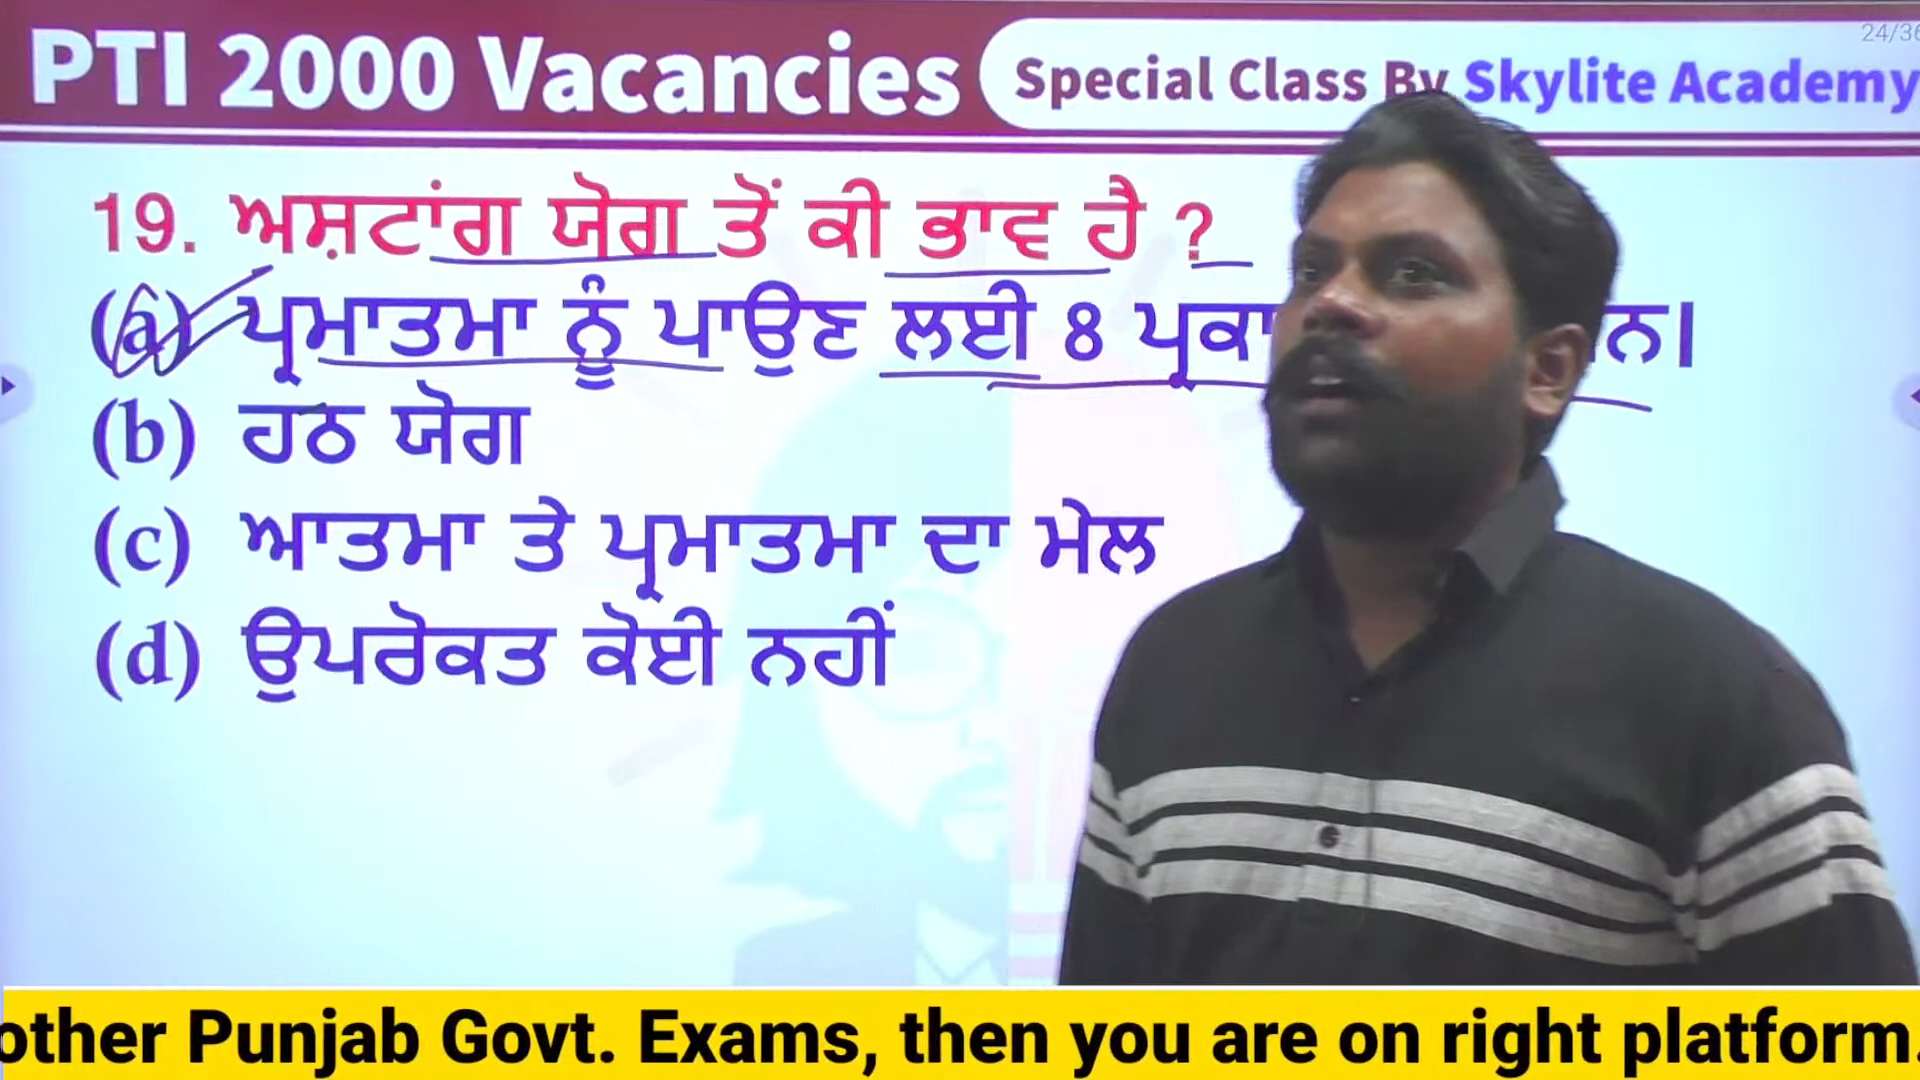 24/36
PTI 2000 Vacancies Special Class By Skylite Academy
19. ਅਸ਼ਟਾਂਗ ਯੋਗ ਤੋਂ ਕੀ ਭਾਵ ਹੈ ?
(a) ਪ੍ਰਮਾਤਮਾ ਨੂੰ ਪਾਉਣ ਲਈ 8 ਪ੍ਰਕਾ
(b) ਹਠ ਯੋਗ
(c) ਆਤਮਾ ਤੇ ਪ੍ਰਮਾਤਮਾ ਦਾ ਮੇਲ
(d) ਉਪਰੋਕਤ ਕੋਈ ਨਹੀਂ
other Punjab Govt. Exams, then you are on right platform.